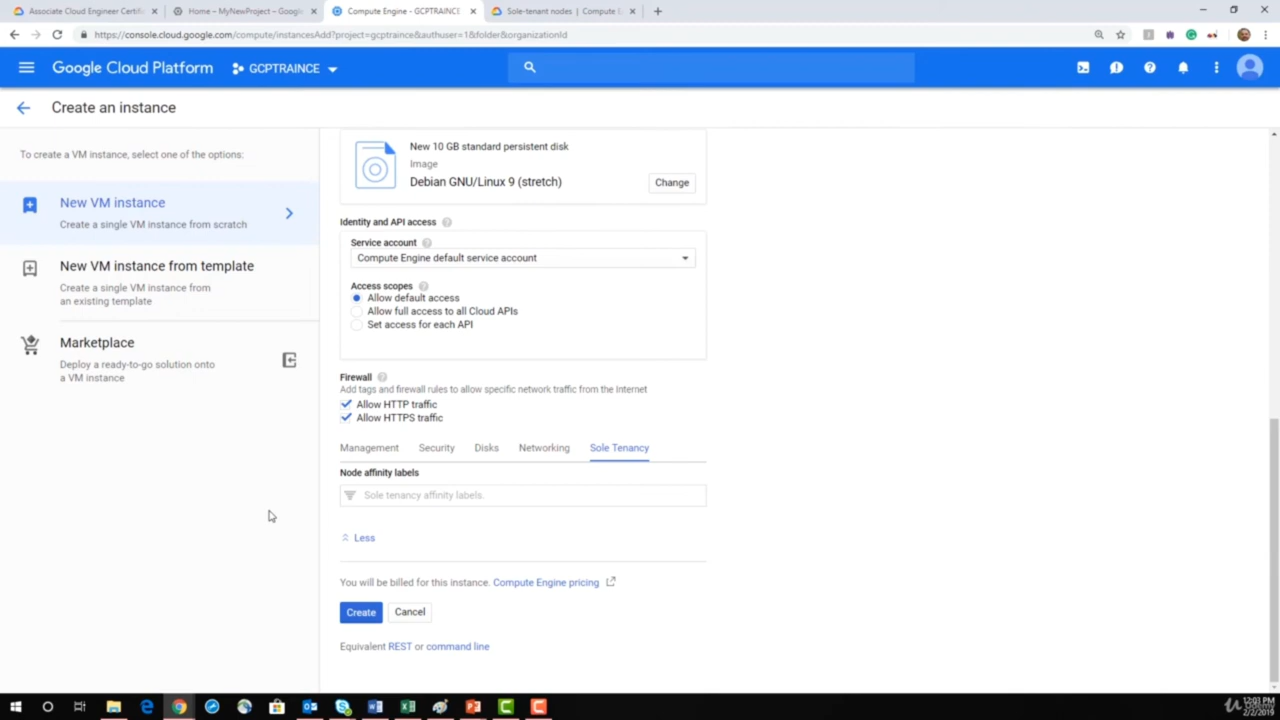 Associate Cloud Engineer Certifi
Home – MyNewProject – Google
Compute Engine - GCPTRAINCE
Sole-tenant nodes | Compute E
https://console.cloud.google.com/compute/instancesAdd?project=gcptraince&authuser=1&folder&organizationId
Google Cloud Platform
GCPTRAINCE
Create an instance
To create a VM instance, select one of the options:
New VM instance
Create a single VM instance from scratch
New VM instance from template
Create a single VM instance from
an existing template
Marketplace
Deploy a ready-to-go solution onto
a VM instance
New 10 GB standard persistent disk
Image
Debian GNU/Linux 9 (stretch)
Change
Identity and API access
Service account
Compute Engine default service account
Access scopes
Allow default access
Allow full access to all Cloud APIs
Set access for each API
Firewall
Add tags and firewall rules to allow specific network traffic from the Internet
Allow HTTP traffic
Allow HTTPS traffic
Management Security Disks Networking Sole Tenancy
Node affinity labels
Sole tenancy affinity labels.
Less
You will be billed for this instance. Compute Engine pricing
Create Cancel
Equivalent REST or command line
12:03 PM
2/2/2019